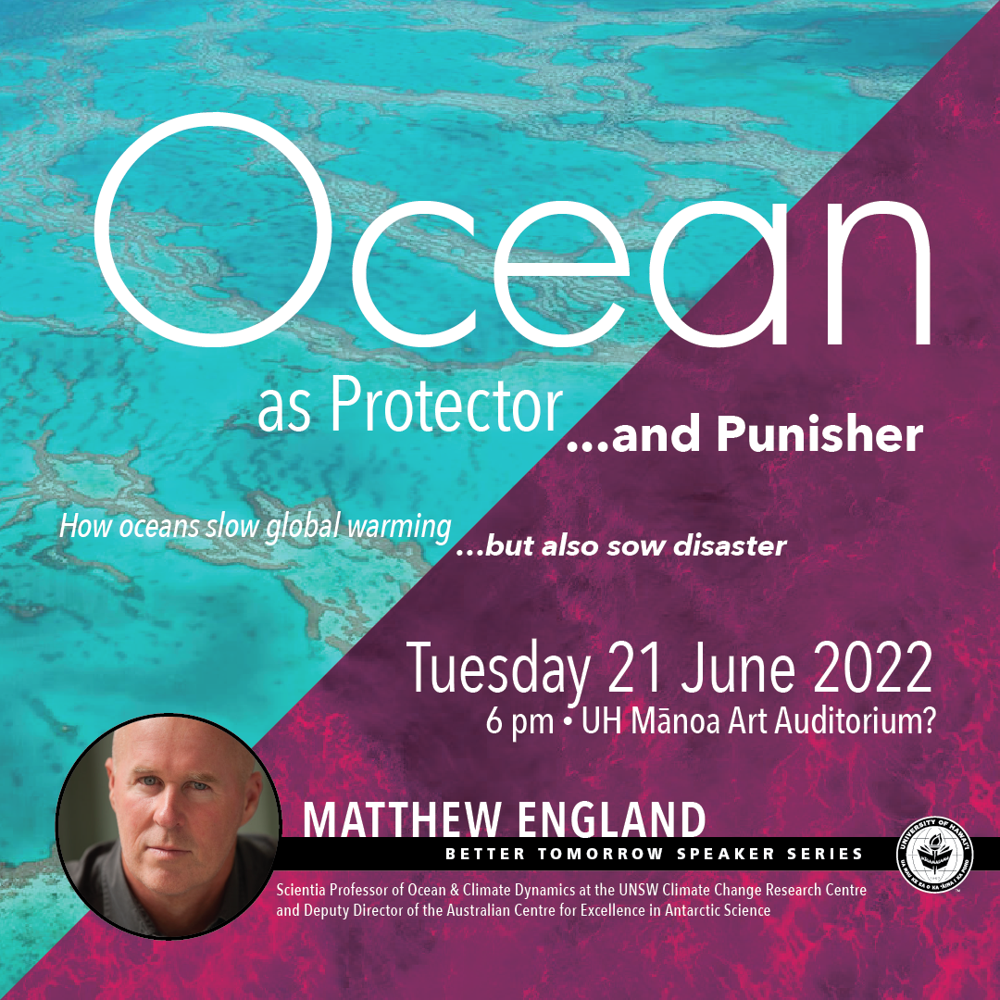 Ocean
as Protector
...and Punisher
How oceans slow global warming
...but also sow disaster
Tuesday 21 June 2022
6 pm • UH Mānoa Art Auditorium?
MATTHEW ENGLAND
BETTER TOMORROW SPEAKER SERIES
UNIVERSITY OF HAWAI‘I
Scientia Professor of Ocean & Climate Dynamics at the UNSW Climate Change Research Centre
and Deputy Director of the Australian Centre for Excellence in Antarctic Science